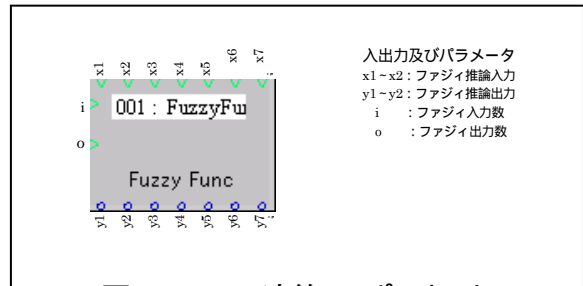 x1 x2 x3 x4 x5 x6 x7
i
001 : FuzzyFu
o
Fuzzy Func
y1 y2 y3 y4 y5 y6 y7
入出力及びパラメータ
x1~x2：ファジィ推論入力
y1~y2：ファジィ推論出力
i ：ファジィ入力数
o ：ファジィ出力数